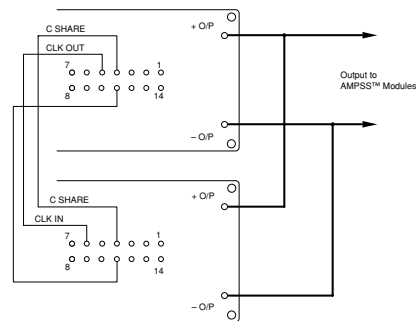 C SHARE
+ O/P
CLK OUT
7 1
8 14
Output to
AMPSS™ Modules
– O/P
C SHARE
+ O/P
CLK IN
7 1
8 14
– O/P